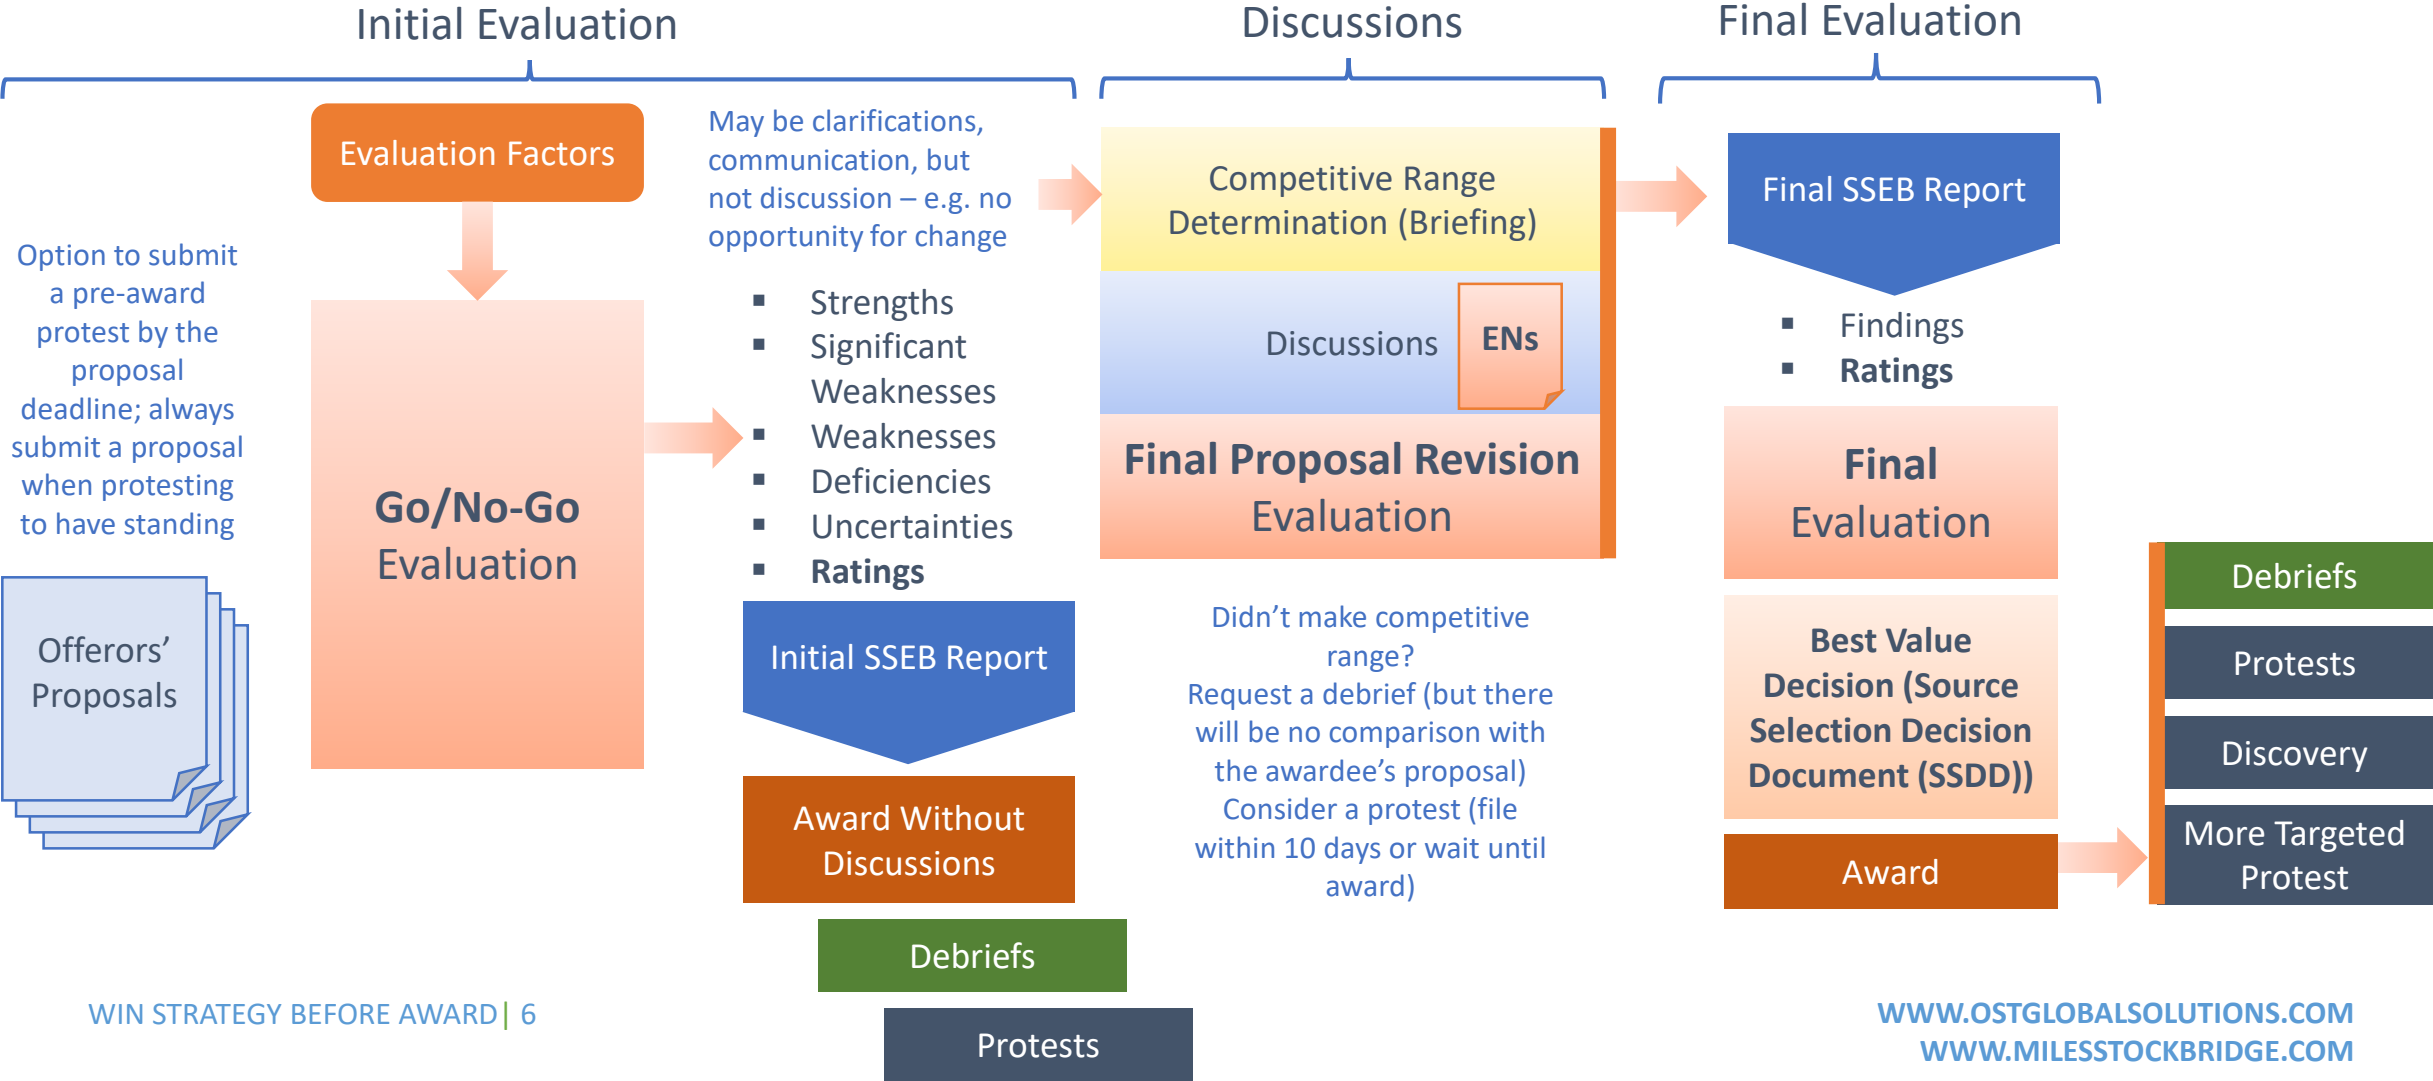 Initial Evaluation
Discussions
Final Evaluation
Evaluation Factors
Option to submit
a pre-award
protest by the
proposal
deadline; always
submit a proposal
when protesting
to have standing
Offerors’
Proposals
Go/No-Go
Evaluation
May be clarifications,
communication, but
not discussion – e.g. no
opportunity for change
▪ Strengths
▪ Significant
Weaknesses
▪ Weaknesses
▪ Deficiencies
▪ Uncertainties
▪ Ratings
Initial SSEB Report
Award Without
Discussions
Debriefs
Protests
Competitive Range
Determination (Briefing)
Discussions
ENs
Final Proposal Revision
Evaluation
Didn’t make competitive
range?
Request a debrief (but there
will be no comparison with
the awardee’s proposal)
Consider a protest (file
within 10 days or wait until
award)
Final SSEB Report
▪ Findings
▪ Ratings
Final
Evaluation
Best Value
Decision (Source
Selection Decision
Document (SSDD))
Award
Debriefs
Protests
Discovery
More Targeted
Protest
WIN STRATEGY BEFORE AWARD| 6
WWW.OSTGLOBALSOLUTIONS.COM
WWW.MILESSTOCKBRIDGE.COM